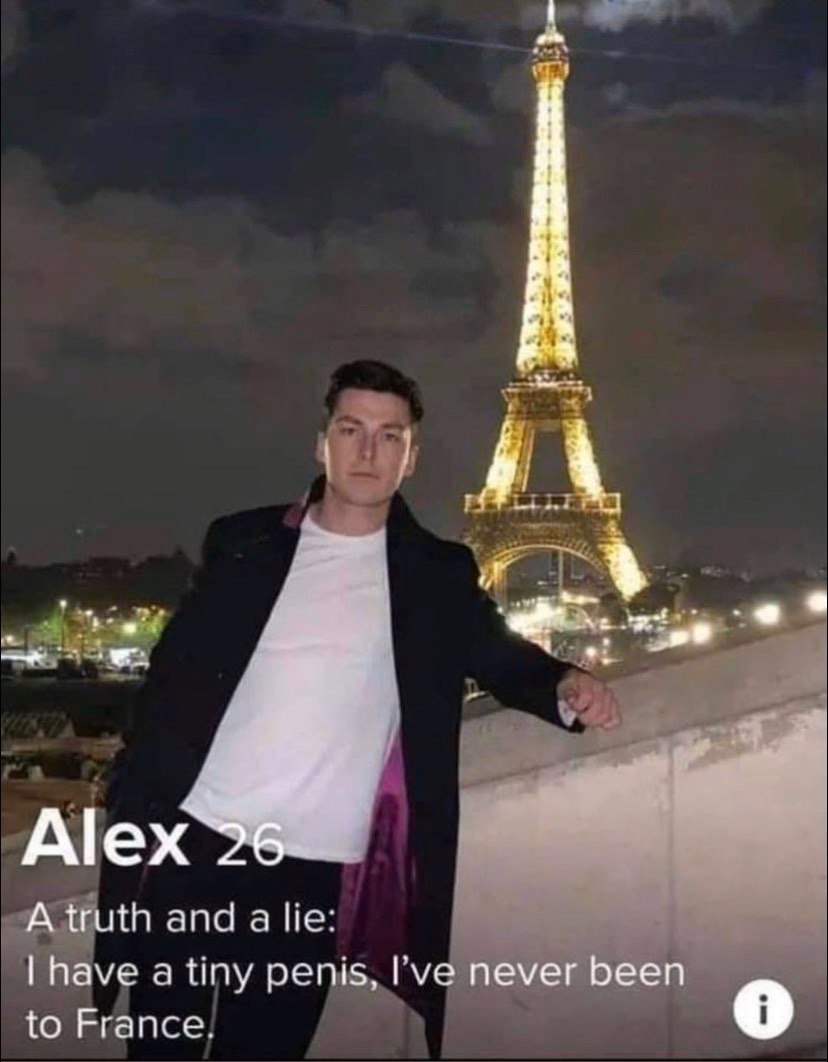 Alex 26
A truth and a lie:
I have a tiny penis, I've never been
to France.
i